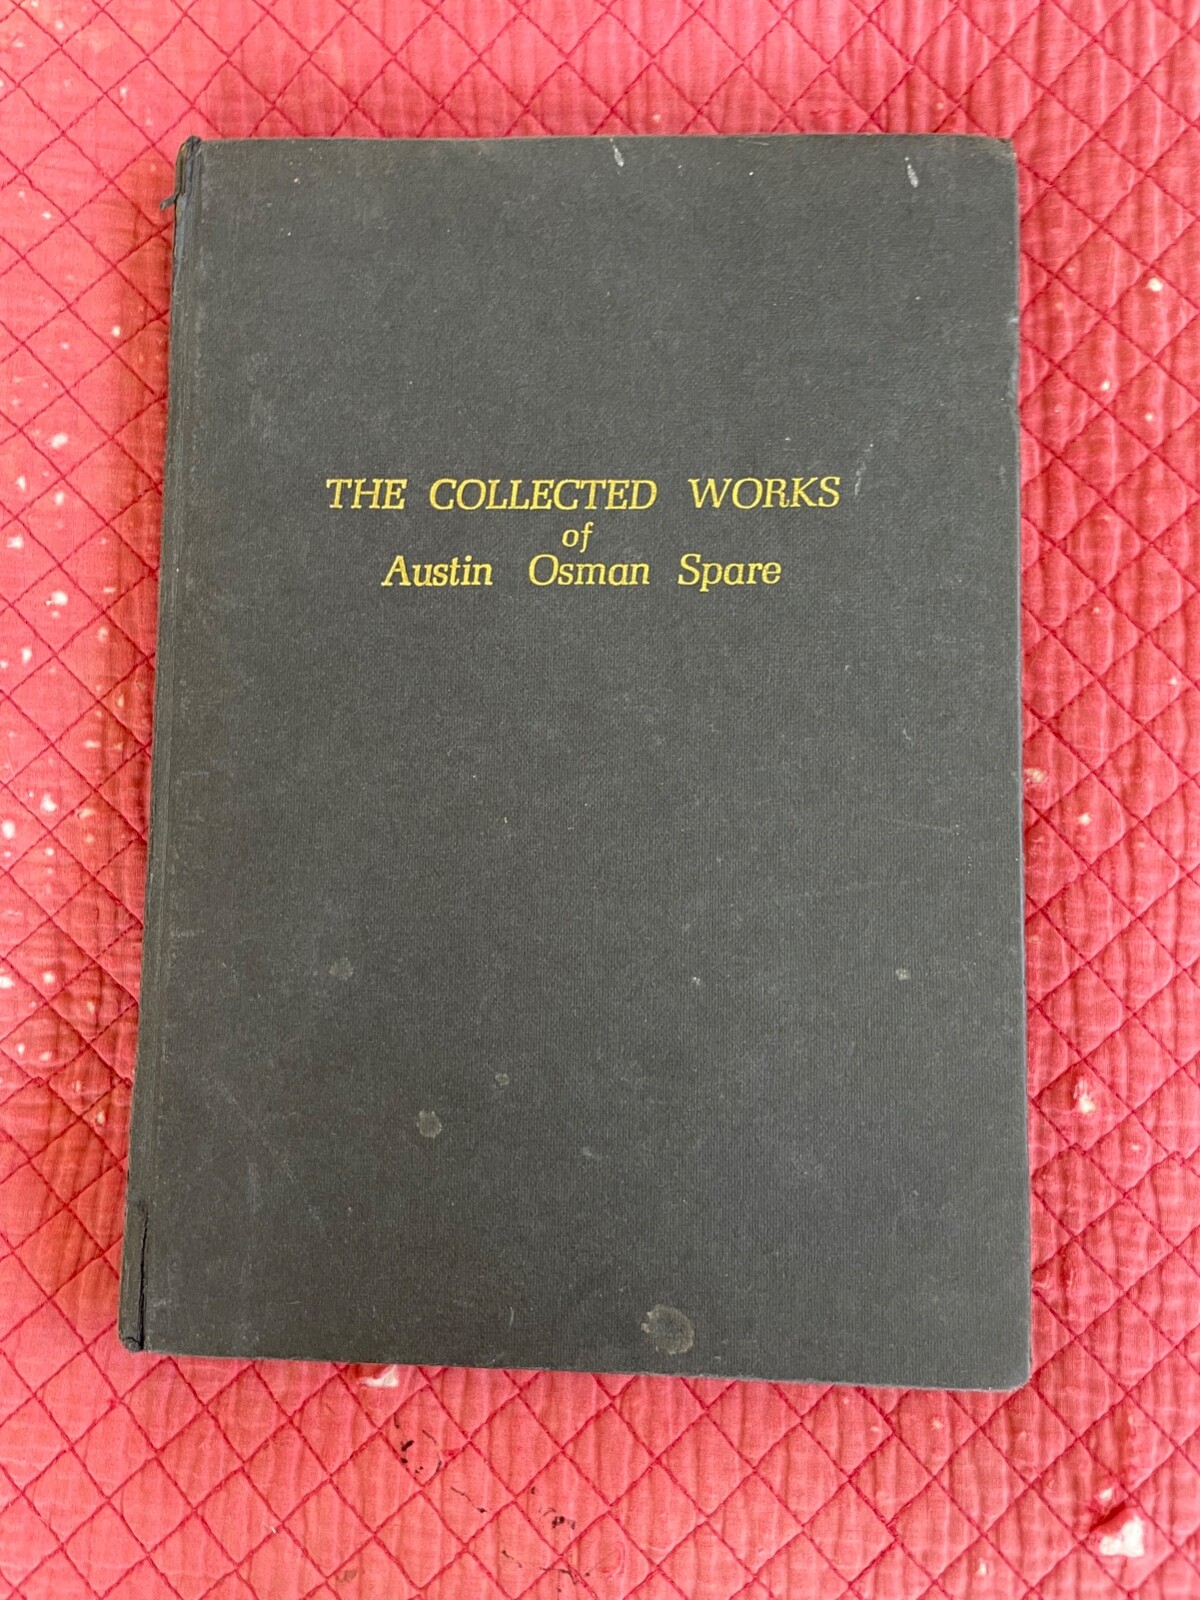 THE COLLECTED WORKS
of
Austin Osman Spare